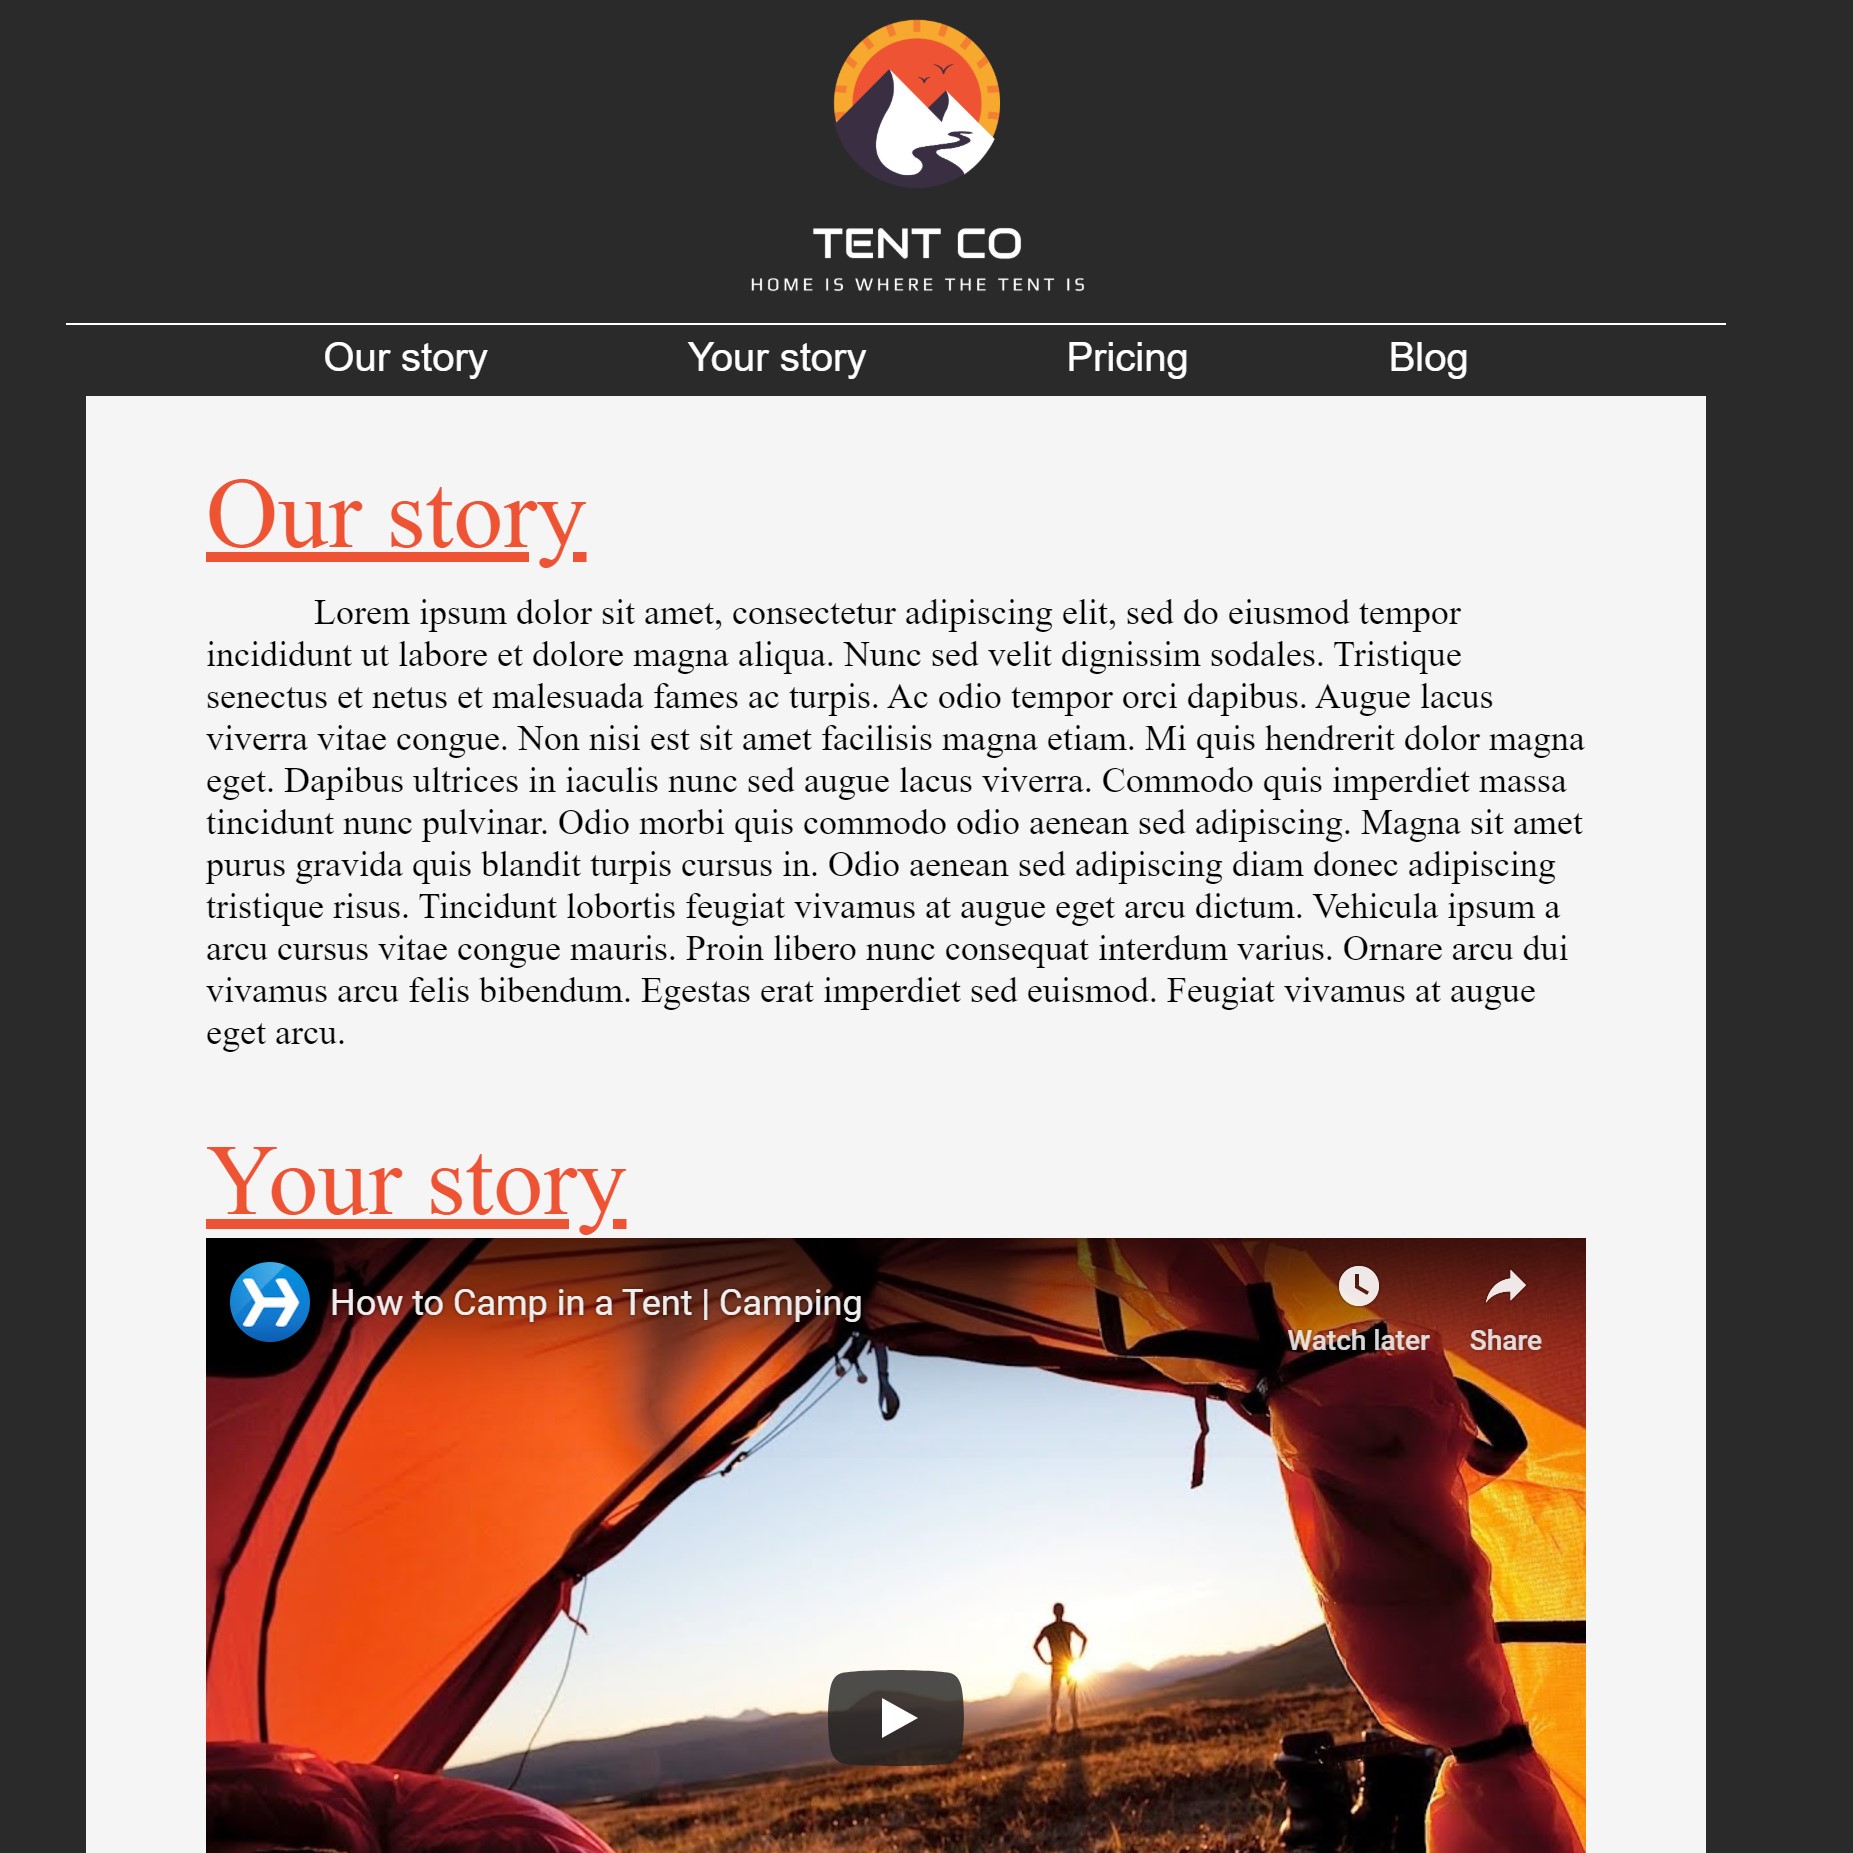 TENT CO
HOME IS WHERE THE TENT IS
Our story Your story Pricing Blog
Our story
Lorem ipsum dolor sit amet, consectetur adipiscing elit, sed do eiusmod tempor
incididunt ut labore et dolore magna aliqua. Nunc sed velit dignissim sodales. Tristique
senectus et netus et malesuada fames ac turpis. Ac odio tempor orci dapibus. Augue lacus
viverra vitae congue. Non nisi est sit amet facilisis magna etiam. Mi quis hendrerit dolor magna
eget. Dapibus ultrices in iaculis nunc sed augue lacus viverra. Commodo quis imperdiet massa
tincidunt nunc pulvinar. Odio morbi quis commodo odio aenean sed adipiscing. Magna sit amet
purus gravida quis blandit turpis cursus in. Odio aenean sed adipiscing diam donec adipiscing
tristique risus. Tincidunt lobortis feugiat vivamus at augue eget arcu dictum. Vehicula ipsum a
arcu cursus vitae congue mauris. Proin libero nunc consequat interdum varius. Ornare arcu dui
vivamus arcu felis bibendum. Egestas erat imperdiet sed euismod. Feugiat vivamus at augue
eget arcu.
Your story
How to Camp in a Tent | Camping
Watch later Share